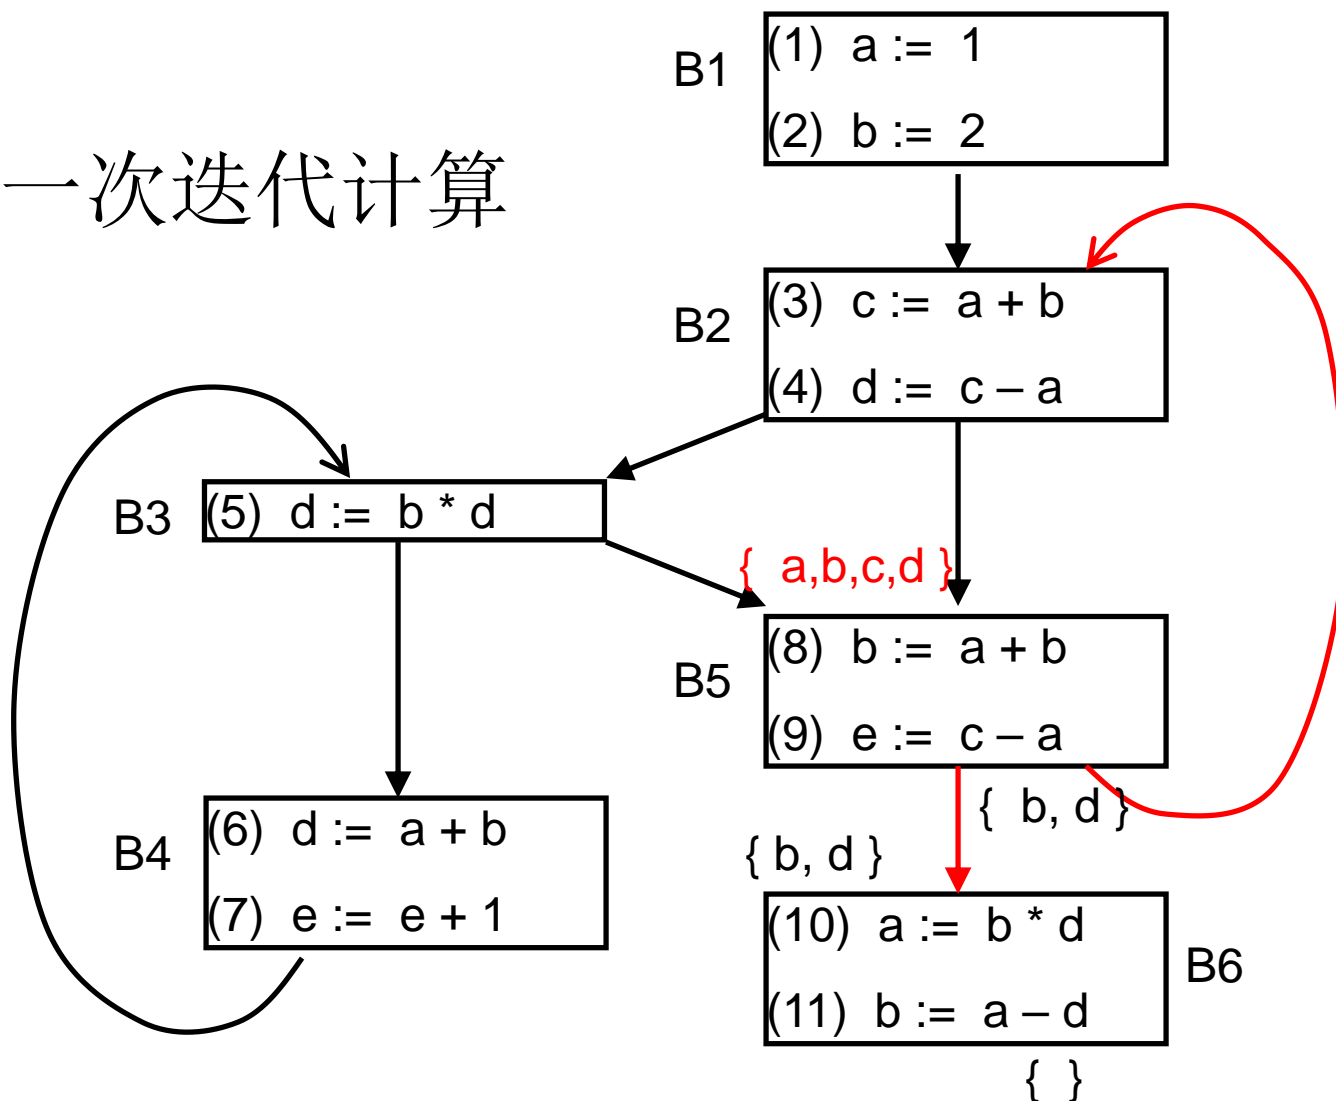 一次迭代计算
B1
(1) a := 1
(2) b := 2
B2
(3) c := a + b
(4) d := c – a
B3
(5) d := b * d
{ a,b,c,d }
B5
(8) b := a + b
(9) e := c – a
{ b, d }
B4
(6) d := a + b
(7) e := e + 1
{ b, d }
(10) a := b * d
(11) b := a – d
B6
{ }